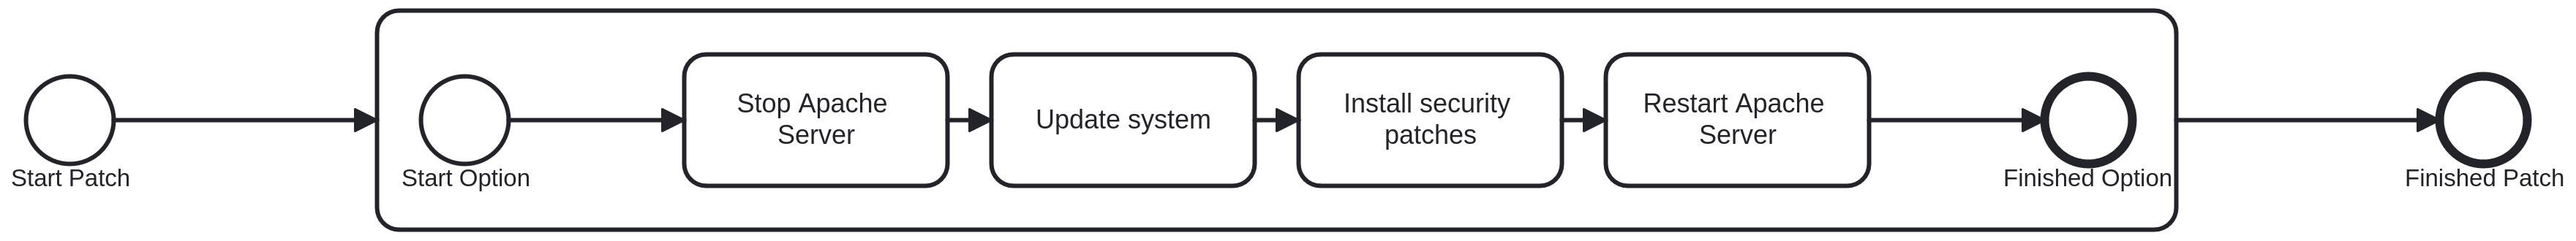 Start Patch
Start Option
Stop Apache
Server
Update system
Install security
patches
Restart Apache
Server
Finished Option
Finished Patch